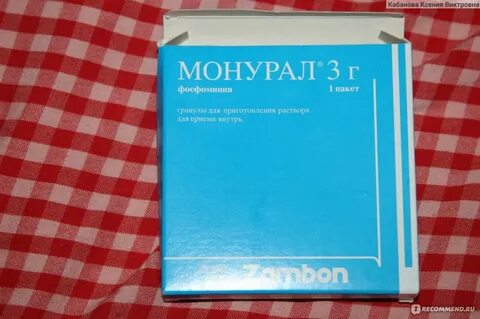 Кабанова Ксения Викторовна
МОНУРАЛ® 3 г
фосфомицин 1 пакет
гранулы для приготовления раствора
для приема внутрь
Zambon
RECOMMEND.RU